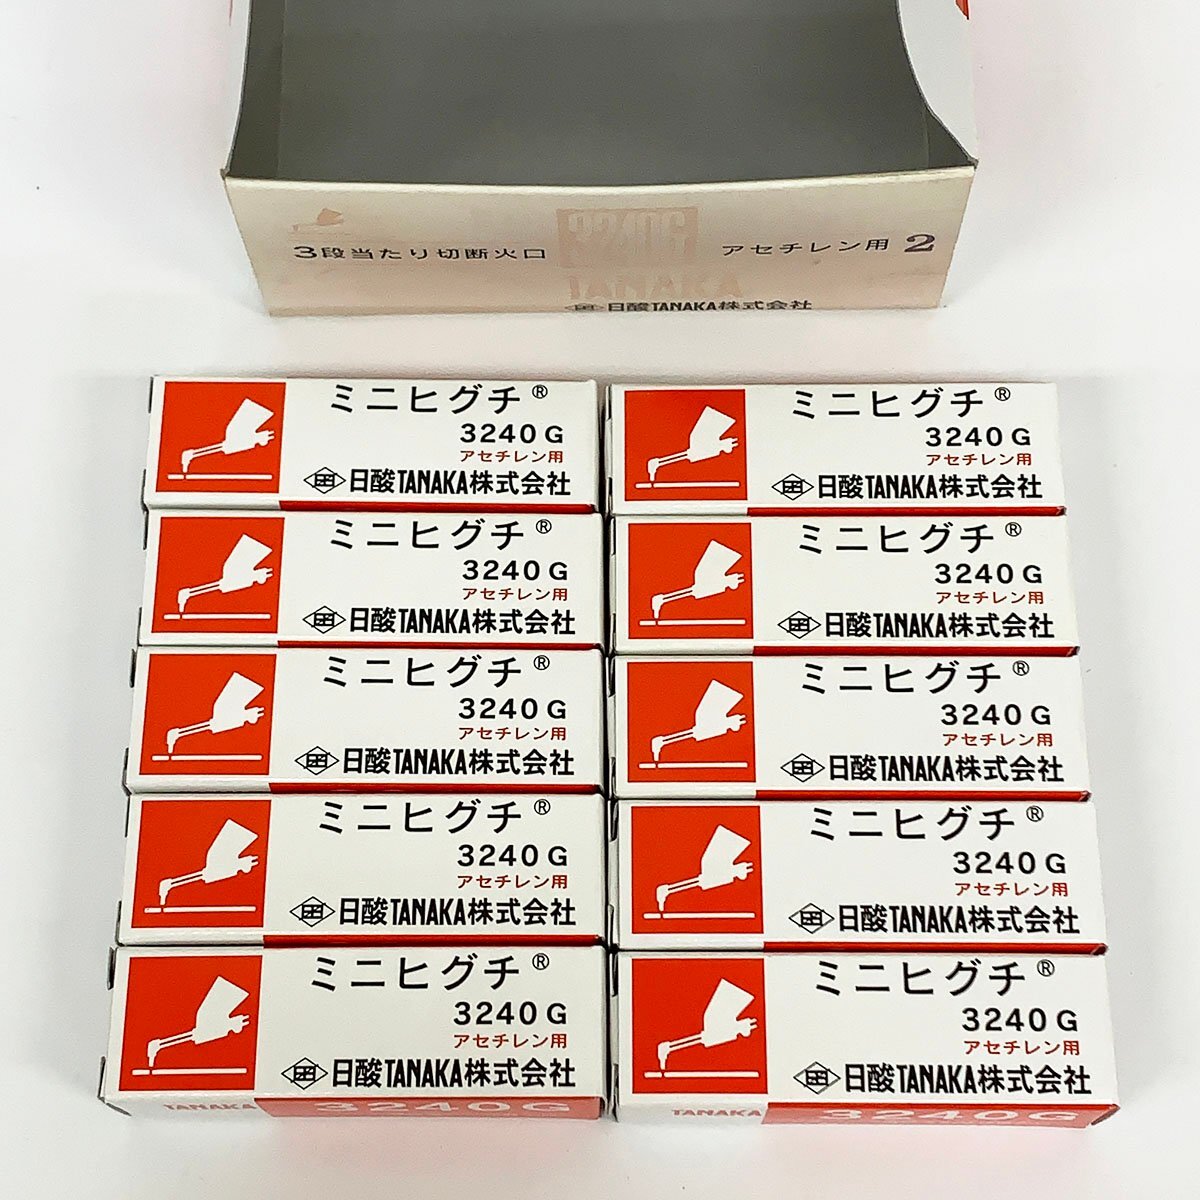 3240G
3段当たり切断火口
アセチレン用 2
TANAKA
日酸TANAKA株式会社
ミニヒグチ®
3240G
アセチレン用
日酸TANAKA株式会社
ミニヒグチ®
3240G
アセチレン用
日酸TANAKA株式会社
ミニヒグチ®
3240G
アセチレン用
日酸TANAKA株式会社
ミニヒグチ®
3240G
アセチレン用
日酸TANAKA株式会社
ミニヒグチ®
3240G
アセチレン用
日酸TANAKA株式会社
ミニヒグチ®
3240G
アセチレン用
日酸TANAKA株式会社
ミニヒグチ®
3240G
アセチレン用
日酸TANAKA株式会社
ミニヒグチ®
3240G
アセチレン用
日酸TANAKA株式会社
ミニヒグチ®
3240G
アセチレン用
日酸TANAKA株式会社
TANAKA 3240G
ミニヒグチ®
3240G
アセチレン用
日酸TANAKA株式会社
TANAKA 3240G